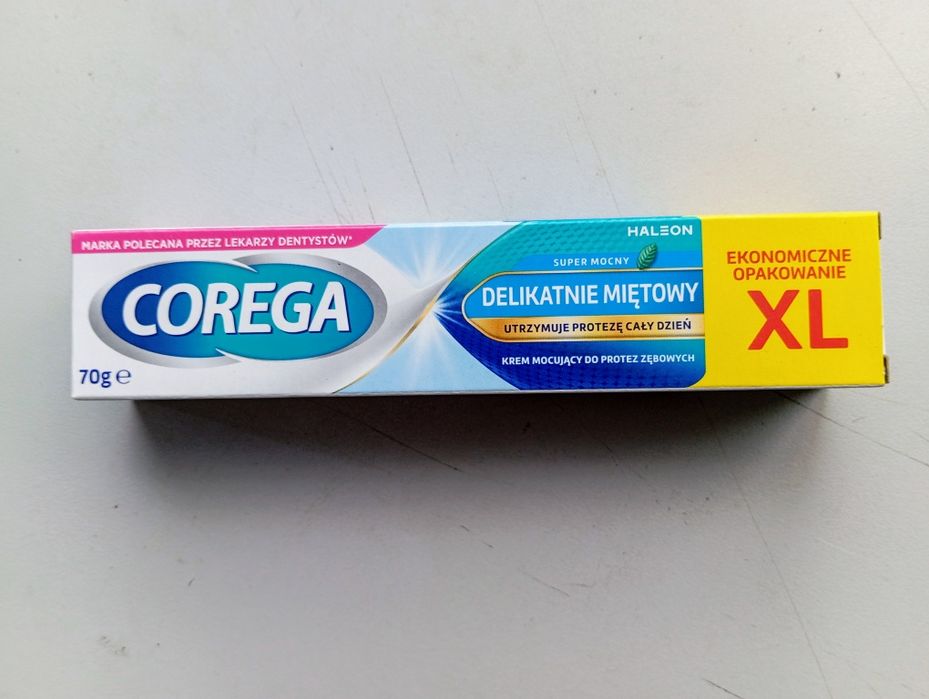 MARKA POLECANA PRZEZ LEKARZY DENTYSTÓW*
COREGA
70g ℮
HALEON
SUPER MOCNY
DELIKATNIE MIĘTOWY
UTRZYMUJE PROTEZĘ CAŁY DZIEŃ
KREM MOCUJĄCY DO PROTEZ ZĘBOWYCH
EKONOMICZNE
OPAKOWANIE
XL